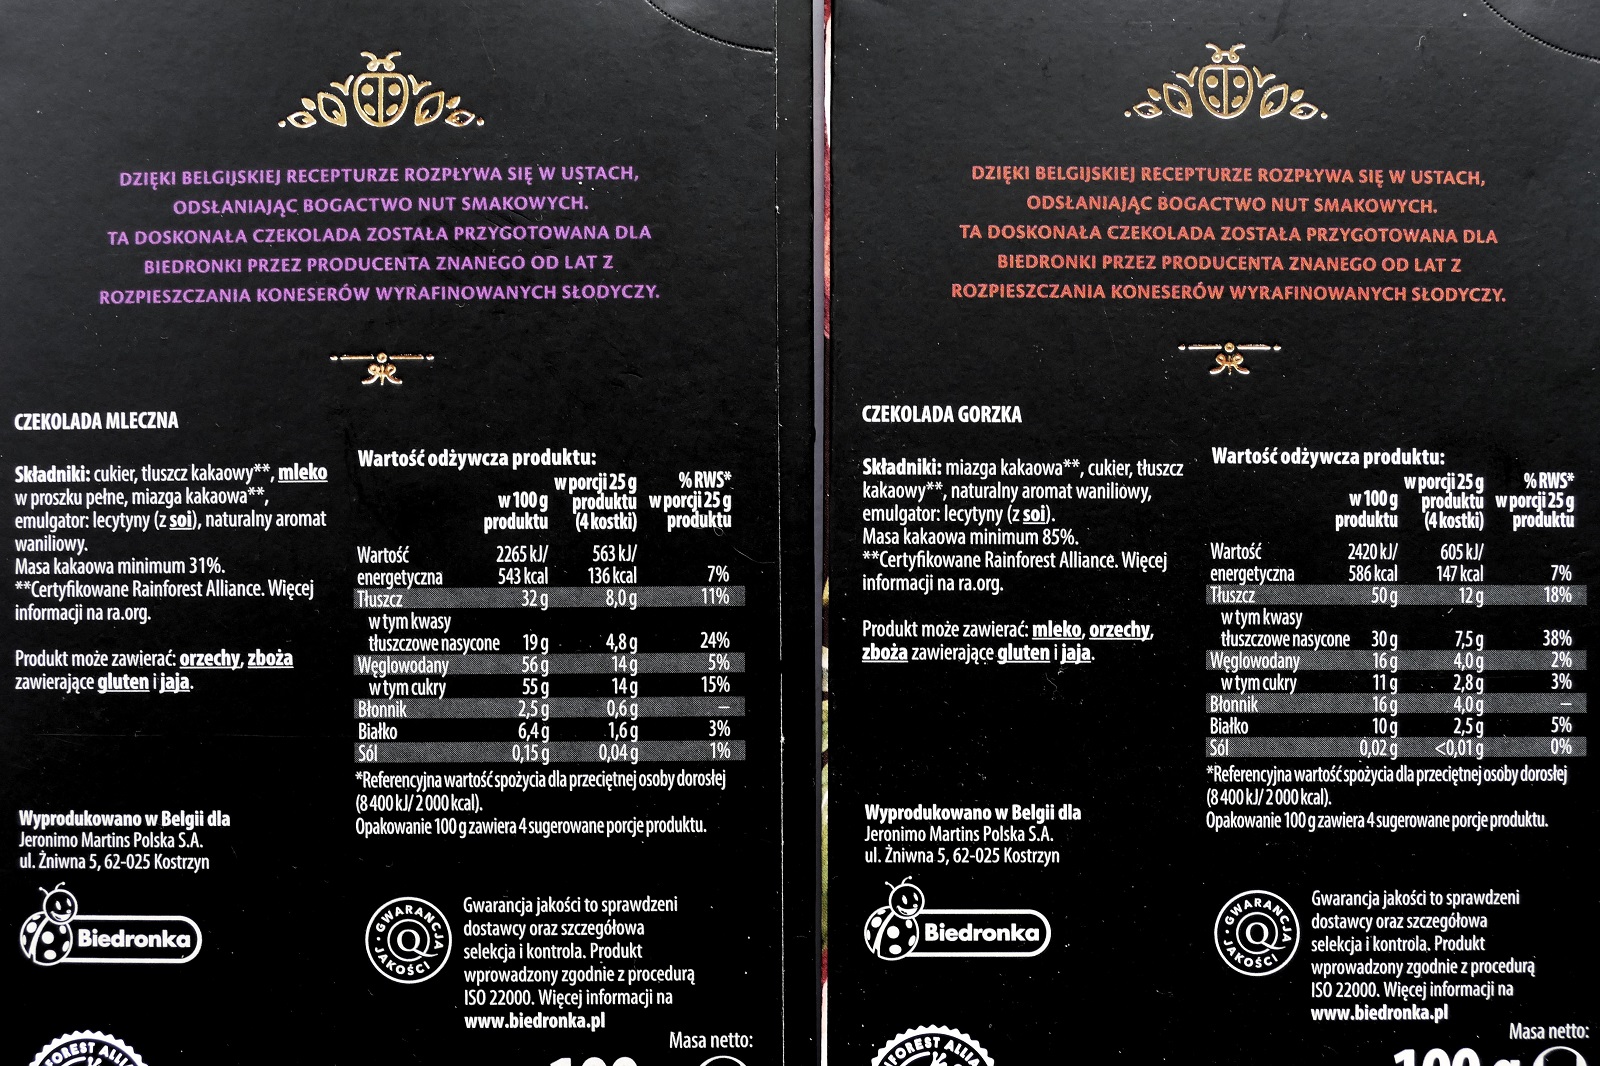 DZIĘKI BELGIJSKIEJ RECEPTURZE ROZPŁYWA SIĘ W USTACH,
ODSŁANIAJĄC BOGACTWO NUT SMAKOWYCH.
TA DOSKONAŁA CZEKOLADA ZOSTAŁA PRZYGOTOWANA DLA
BIEDRONKI PRZEZ PRODUCENTA ZNANEGO OD LAT Z
ROZPIESZCZANIA KONESERÓW WYRAFINOWANYCH SŁODYCZY.
CZEKOLADA MLECZNA
Składniki: cukier, tłuszcz kakaowy**, mleko
w proszku pełne, miazga kakaowa**,
emulgator: lecytyny (z soi), naturalny aromat
waniliowy.
Masa kakaowa minimum 31%.
**Certyfikowane Rainforest Alliance. Więcej
informacji na ra.org.
Produkt może zawierać: orzechy, zboża
zawierające gluten i jaja.
Wartość odżywcza produktu:
w 100 g produktu w porcji 25 g produktu (4 kostki) % RWS* w porcji 25 g produktu
Wartość 2265 kJ/ 563 kJ/
energetyczna 543 kcal 136 kcal 7%
Tłuszcz 32 g 8,0 g 11%
w tym kwasy
tłuszczowe nasycone 19 g 4,8 g 24%
Węglowodany 56 g 14 g 5%
w tym cukry 55 g 14 g 15%
Błonnik 2,5 g 0,6 g –
Białko 6,4 g 1,6 g 3%
Sól 0,15 g 0,04 g 1%
*Referencyjna wartość spożycia dla przeciętnej osoby dorosłej
(8 400 kJ/ 2 000 kcal).
Opakowanie 100 g zawiera 4 sugerowane porcje produktu.
Wyprodukowano w Belgii dla
Jeronimo Martins Polska S.A.
ul. Żniwna 5, 62-025 Kostrzyn
Biedronka
GWARANCJA JAKOŚCI
Q
Gwarancja jakości to sprawdzeni
dostawcy oraz szczegółowa
selekcja i kontrola. Produkt
wprowadzony zgodnie z procedurą
ISO 22000. Więcej informacji na
www.biedronka.pl
Masa netto:
DZIĘKI BELGIJSKIEJ RECEPTURZE ROZPŁYWA SIĘ W USTACH,
ODSŁANIAJĄC BOGACTWO NUT SMAKOWYCH.
TA DOSKONAŁA CZEKOLADA ZOSTAŁA PRZYGOTOWANA DLA
BIEDRONKI PRZEZ PRODUCENTA ZNANEGO OD LAT Z
ROZPIESZCZANIA KONESERÓW WYRAFINOWANYCH SŁODYCZY.
CZEKOLADA GORZKA
Składniki: miazga kakaowa**, cukier, tłuszcz
kakaowy**, naturalny aromat waniliowy,
emulgator: lecytyny (z soi).
Masa kakaowa minimum 85%.
**Certyfikowane Rainforest Alliance. Więcej
informacji na ra.org.
Produkt może zawierać: mleko, orzechy,
zboża zawierające gluten i jaja.
Wartość odżywcza produktu:
w 100 g produktu w porcji 25 g produktu (4 kostki) % RWS* w porcji 25 g produktu
Wartość 2420 kJ/ 605 kJ/
energetyczna 586 kcal 147 kcal 7%
Tłuszcz 50 g 12 g 18%
w tym kwasy
tłuszczowe nasycone 30 g 7,5 g 38%
Węglowodany 16 g 4,0 g 2%
w tym cukry 11 g 2,8 g 3%
Błonnik 16 g 4,0 g –
Białko 10 g 2,5 g 5%
Sól 0,02 g <0,01 g 0%
*Referencyjna wartość spożycia dla przeciętnej osoby dorosłej
(8 400 kJ/ 2 000 kcal).
Opakowanie 100 g zawiera 4 sugerowane porcje produktu.
Wyprodukowano w Belgii dla
Jeronimo Martins Polska S.A.
ul. Żniwna 5, 62-025 Kostrzyn
Biedronka
GWARANCJA JAKOŚCI
Q
Gwarancja jakości to sprawdzeni
dostawcy oraz szczegółowa
selekcja i kontrola. Produkt
wprowadzony zgodnie z procedurą
ISO 22000. Więcej informacji na
www.biedronka.pl
Masa netto:
100 g